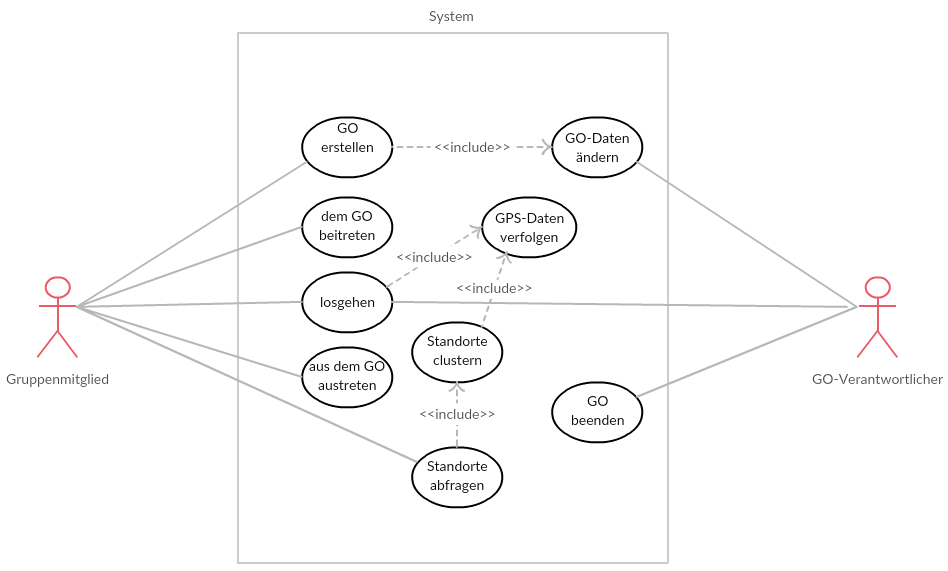 System
GO
erstellen
<<include>>
GO-Daten
ändern
dem GO
beitreten
GPS-Daten
verfolgen
<<include>>
losgehen
<<include>>
Standorte
clustern
aus dem GO
austreten
Gruppenmitglied
GO-Verantwortlicher
GO
beenden
<<include>>
Standorte
abfragen